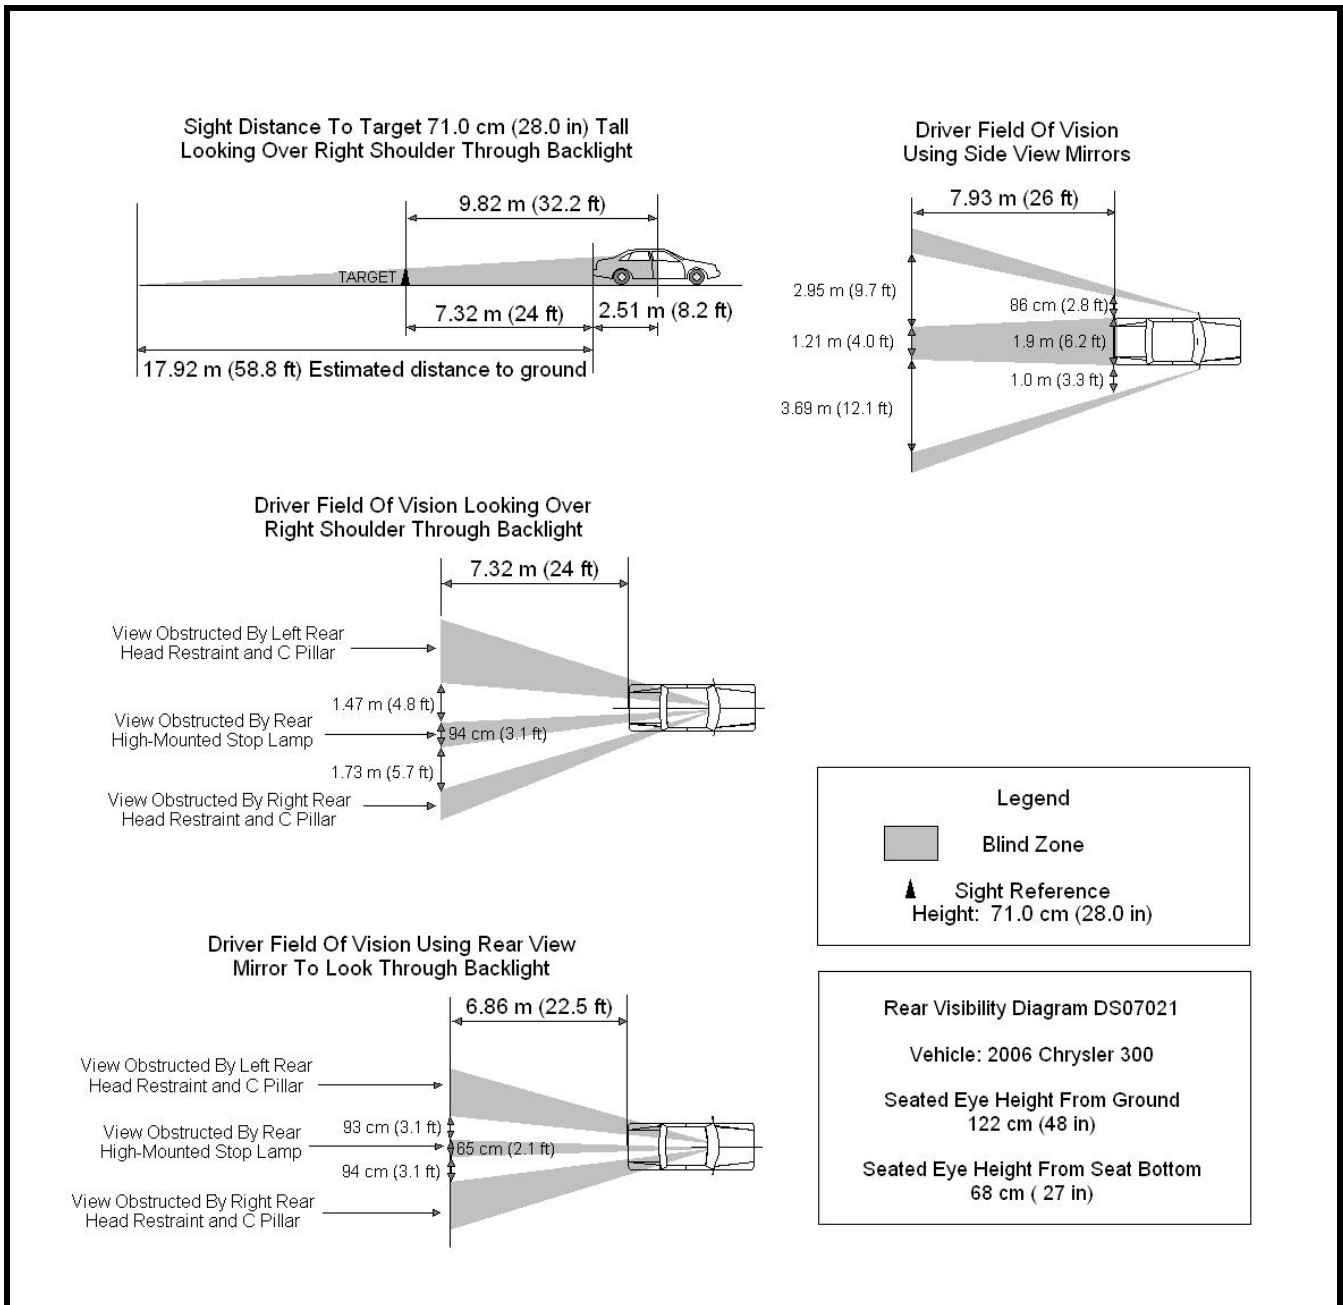 Sight Distance To Target 71.0 cm (28.0 in) Tall
Looking Over Right Shoulder Through Backlight
9.82 m (32.2 ft)
TARGET
7.32 m (24 ft)
2.51 m (8.2 ft)
17.92 m (58.8 ft) Estimated distance to ground
Driver Field Of Vision
Using Side View Mirrors
7.93 m (26 ft)
2.95 m (9.7 ft)
86 cm (2.8 ft)
1.21 m (4.0 ft)
1.9 m (6.2 ft)
1.0 m (3.3 ft)
3.69 m (12.1 ft)
Driver Field Of Vision Looking Over
Right Shoulder Through Backlight
7.32 m (24 ft)
View Obstructed By Left Rear
Head Restraint and C Pillar
1.47 m (4.8 ft)
View Obstructed By Rear
High-Mounted Stop Lamp
94 cm (3.1 ft)
1.73 m (5.7 ft)
View Obstructed By Right Rear
Head Restraint and C Pillar
Legend
Blind Zone
Sight Reference
Height: 71.0 cm (28.0 in)
Driver Field Of Vision Using Rear View
Mirror To Look Through Backlight
6.86 m (22.5 ft)
View Obstructed By Left Rear
Head Restraint and C Pillar
93 cm (3.1 ft)
View Obstructed By Rear
High-Mounted Stop Lamp
65 cm (2.1 ft)
94 cm (3.1 ft)
View Obstructed By Right Rear
Head Restraint and C Pillar
Rear Visibility Diagram DS07021
Vehicle: 2006 Chrysler 300
Seated Eye Height From Ground
122 cm (48 in)
Seated Eye Height From Seat Bottom
68 cm ( 27 in)